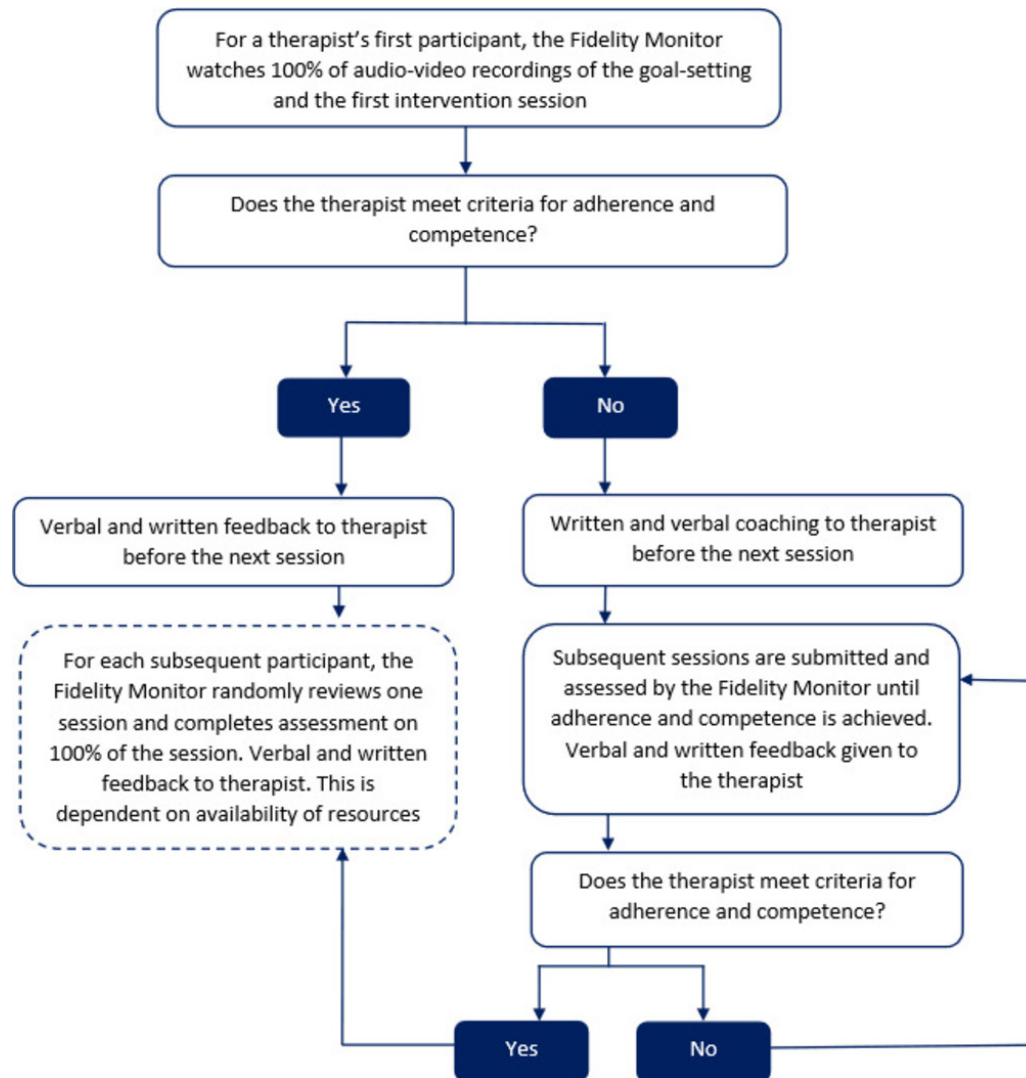 For a therapist’s first participant, the Fidelity Monitor
watches 100% of audio-video recordings of the goal-setting
and the first intervention session
Does the therapist meet criteria for adherence and
competence?
Yes
No
Verbal and written feedback to therapist
before the next session
Written and verbal coaching to therapist
before the next session
For each subsequent participant, the
Fidelity Monitor randomly reviews one
session and completes assessment on
100% of the session. Verbal and written
feedback to therapist. This is
dependent on availability of resources
Subsequent sessions are submitted and
assessed by the Fidelity Monitor until
adherence and competence is achieved.
Verbal and written feedback given to
the therapist
Does the therapist meet criteria for
adherence and competence?
Yes
No